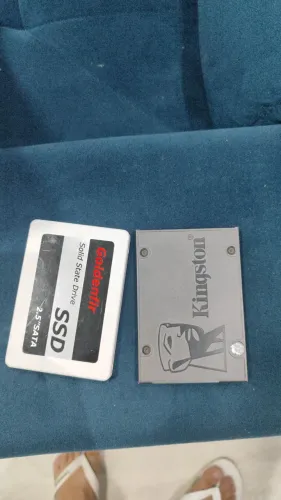 Goldenfir
Solid State Drive
SSD
2.5"SATA
Kingston